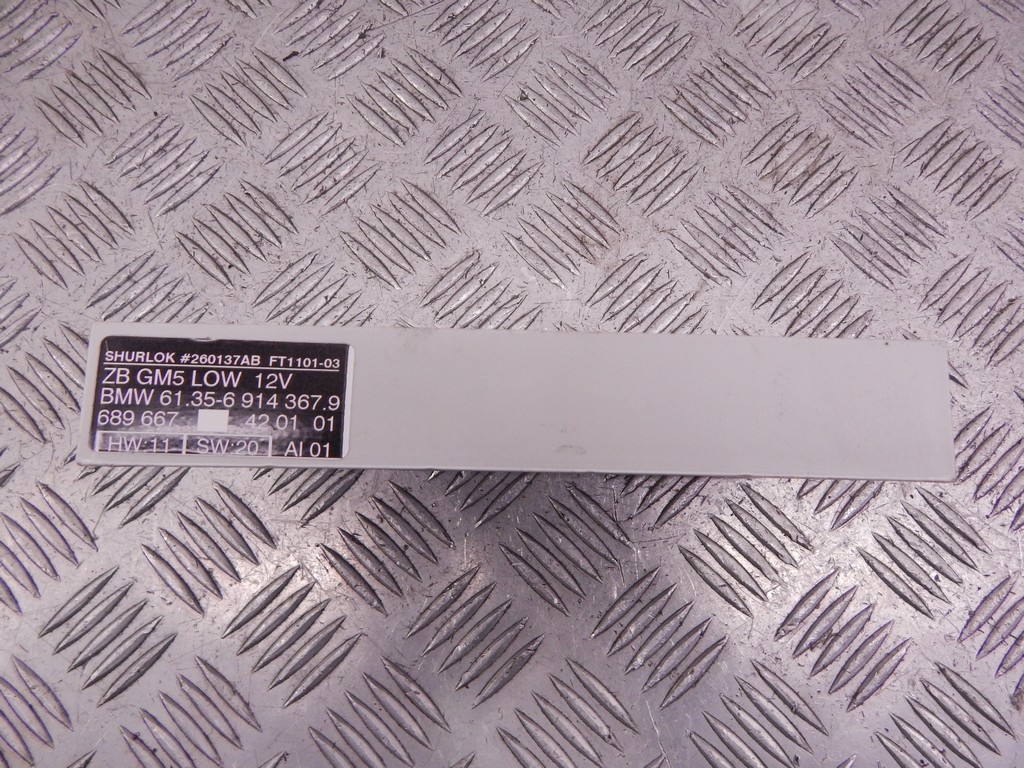 SHURLOK #260137AB FT1101-03
ZB GM5 LOW 12V
BMW 61.35-6 914 367.9
689 667 42 01 01
HW:11 SW:20 AI 01